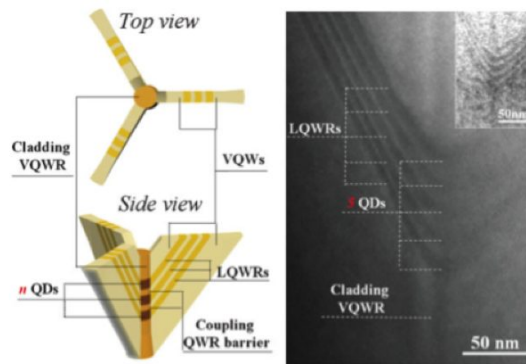 Top view
Cladding
VQWR
VQWs
Side view
LQWRs
n QDs
Coupling
QWR barrier
50nm
LQWRs
5 QDs
Cladding
VQWR
50 nm